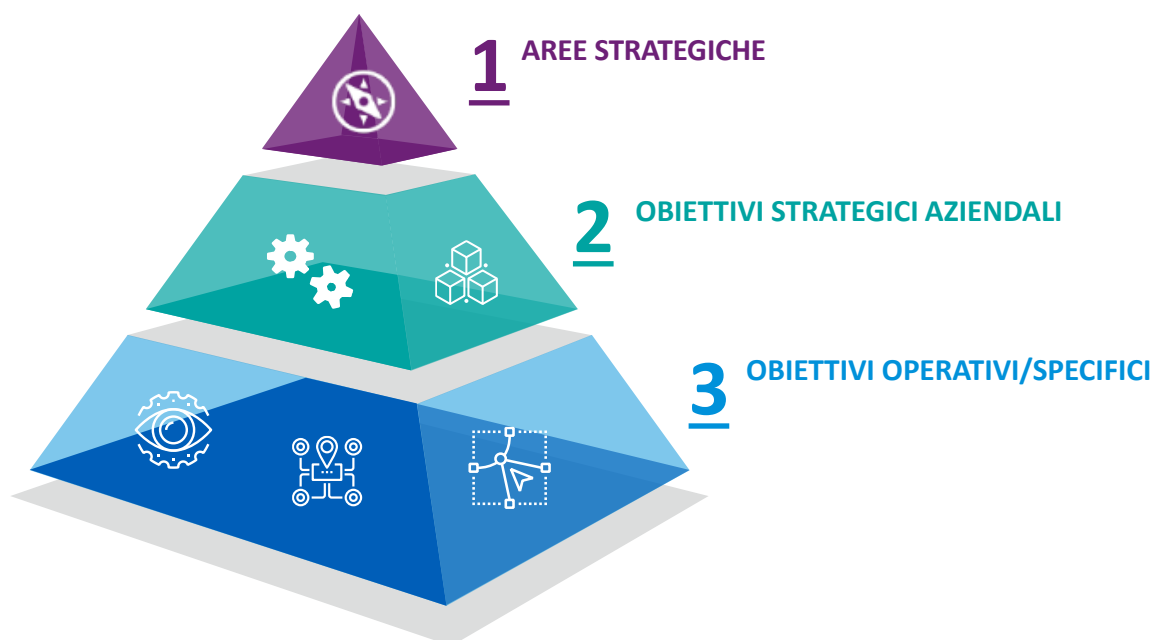 1 AREE STRATEGICHE
2 OBIETTIVI STRATEGICI AZIENDALI
3 OBIETTIVI OPERATIVI/SPECIFICI